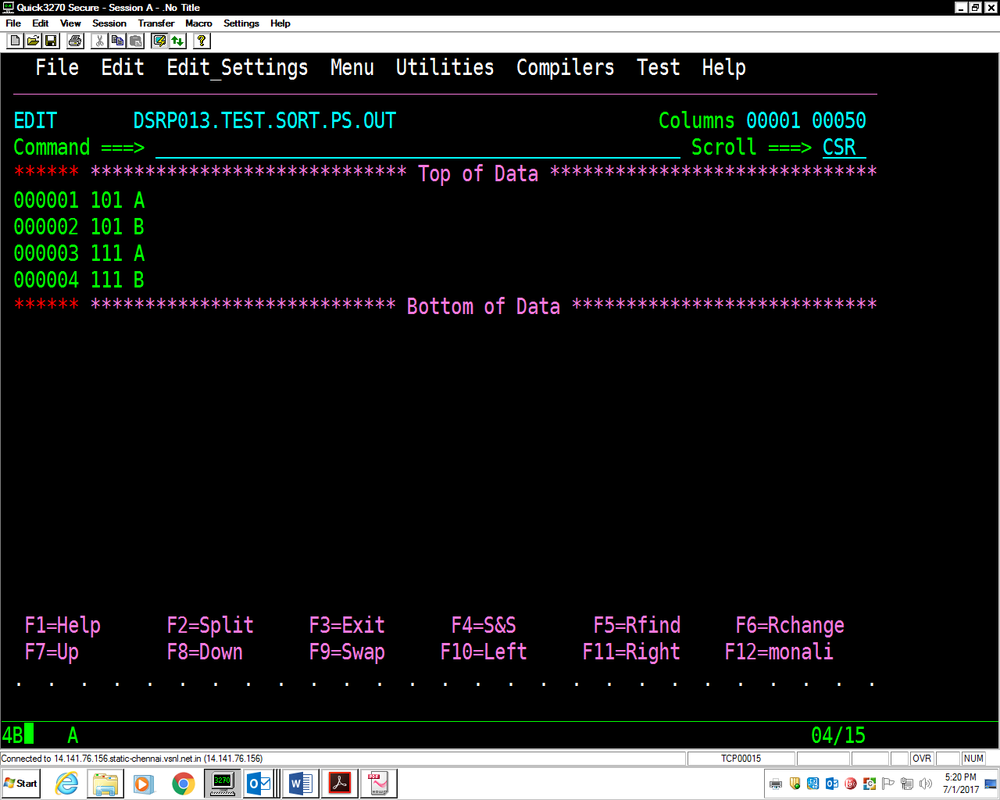 Quick3270 Secure - Session A - .No Title
File Edit View Session Transfer Macro Settings Help
File Edit Edit_Settings Menu Utilities Compilers Test Help
EDIT DSRP013.TEST.SORT.PS.OUT Columns 00001 00050
Command ===> Scroll ===> CSR
****** ***************************** Top of Data ******************************
000001 101 A
000002 101 B
000003 111 A
000004 111 B
****** **************************** Bottom of Data ****************************
F1=Help F2=Split F3=Exit F4=S&S F5=Rfind F6=Rchange
F7=Up F8=Down F9=Swap F10=Left F11=Right F12=monali
. . . . . . . . . . . . . . . . . . . . . . . . . . .
4B A 04/15
Connected to 14.141.76.156.static-chennai.vsnl.net.in (14.141.76.156) TCP00015 OVR NUM
Start 3270 5:20 PM
7/1/2017